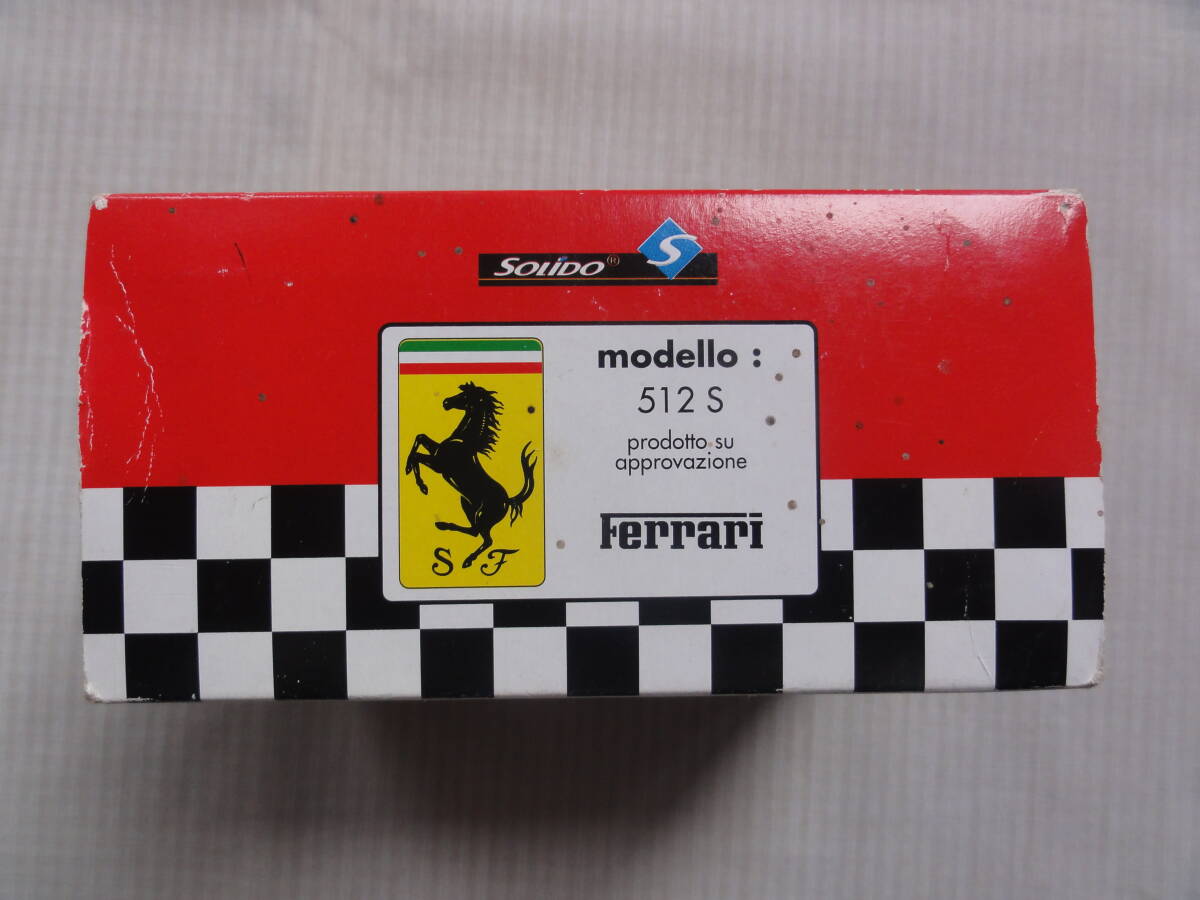 SOLiDO® S
modello :
512 S
prodotto su
approvazione
Ferrari
S F